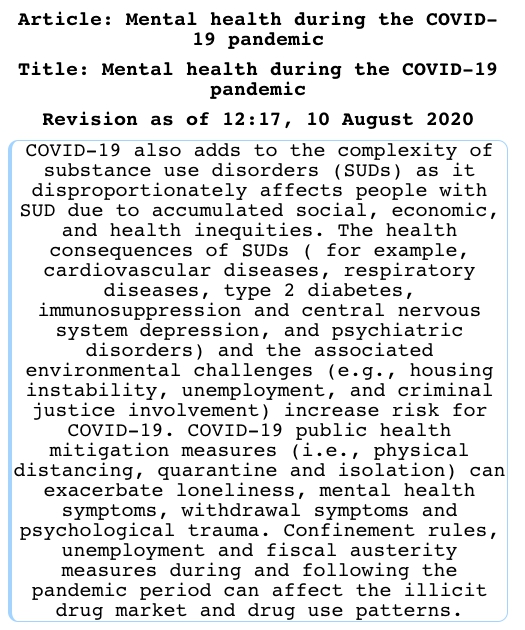 Article: Mental health during the COVID-
19 pandemic
Title: Mental health during the COVID-19
pandemic
Revision as of 12:17, 10 August 2020
COVID-19 also adds to the complexity of
substance use disorders (SUDs) as it
disproportionately affects people with
SUD due to accumulated social, economic,
and health inequities. The health
consequences of SUDs ( for example,
cardiovascular diseases, respiratory
diseases, type 2 diabetes,
immunosuppression and central nervous
system depression, and psychiatric
disorders) and the associated
environmental challenges (e.g., housing
instability, unemployment, and criminal
justice involvement) increase risk for
COVID-19. COVID-19 public health
mitigation measures (i.e., physical
distancing, quarantine and isolation) can
exacerbate loneliness, mental health
symptoms, withdrawal symptoms and
psychological trauma. Confinement rules,
unemployment and fiscal austerity
measures during and following the
pandemic period can affect the illicit
drug market and drug use patterns.